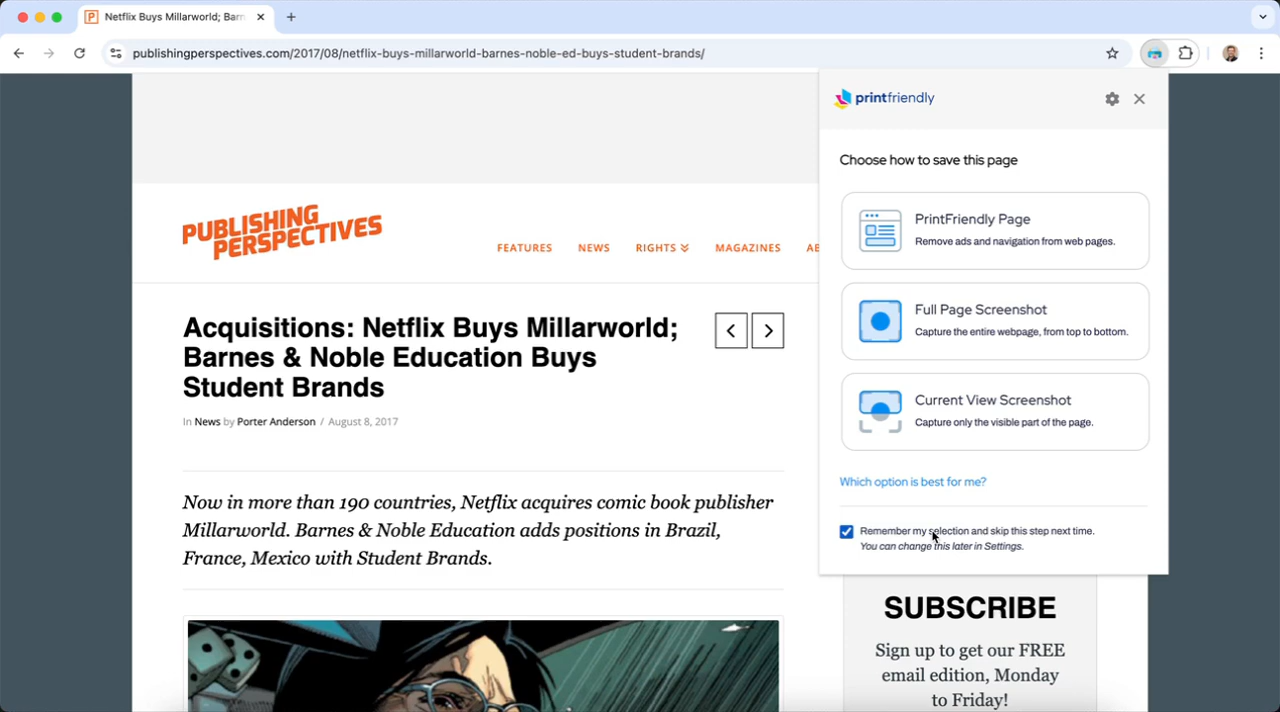 Netflix Buys Millarworld; Barn
publishingperspectives.com/2017/08/netflix-buys-millarworld-barnes-noble-ed-buys-student-brands/
PUBLISHING
PERSPECTIVES
FEATURES NEWS RIGHTS MAGAZINES AB
Acquisitions: Netflix Buys Millarworld;
Barnes & Noble Education Buys
Student Brands
In News by Porter Anderson / August 8, 2017
Now in more than 190 countries, Netflix acquires comic book publisher
Millarworld. Barnes & Noble Education adds positions in Brazil,
France, Mexico with Student Brands.
printfriendly
Choose how to save this page
PrintFriendly Page
Remove ads and navigation from web pages.
Full Page Screenshot
Capture the entire webpage, from top to bottom.
Current View Screenshot
Capture only the visible part of the page.
Which option is best for me?
Remember my selection and skip this step next time.
You can change this later in Settings.
SUBSCRIBE
Sign up to get our FREE
email edition, Monday
to Friday!